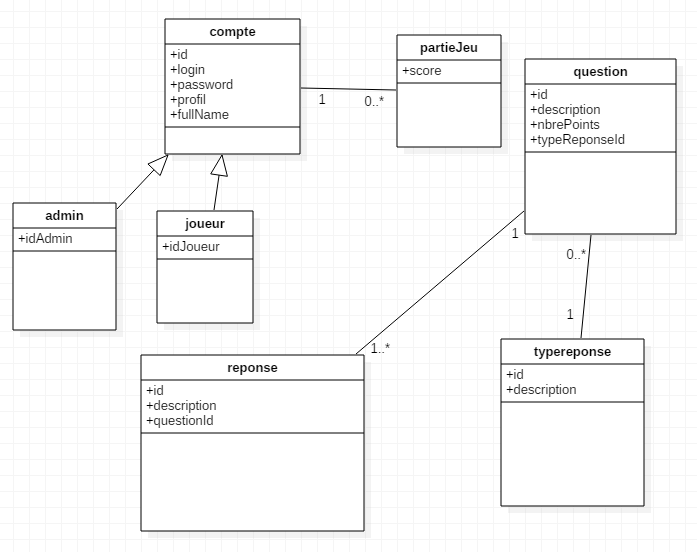 compte
+id
+login
+password
+profil
+fullName
partieJeu
+score
1
0..*
question
+id
+description
+nbrePoints
+typeReponseId
admin
+idAdmin
joueur
+idJoueur
1
0..*
1
1..*
reponse
+id
+description
+questionId
typereponse
+id
+description